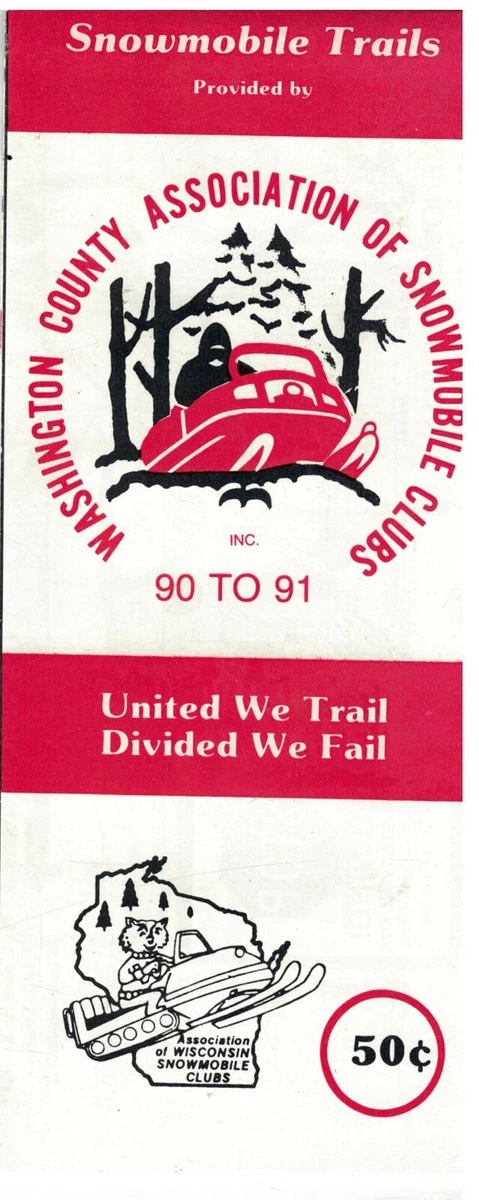 Snowmobile Trails
Provided by
WASHINGTON COUNTY ASSOCIATION OF SNOWMOBILE CLUBS
INC.
90 TO 91
United We Trail
Divided We Fail
Association
of WISCONSIN
SNOWMOBILE
CLUBS
50¢